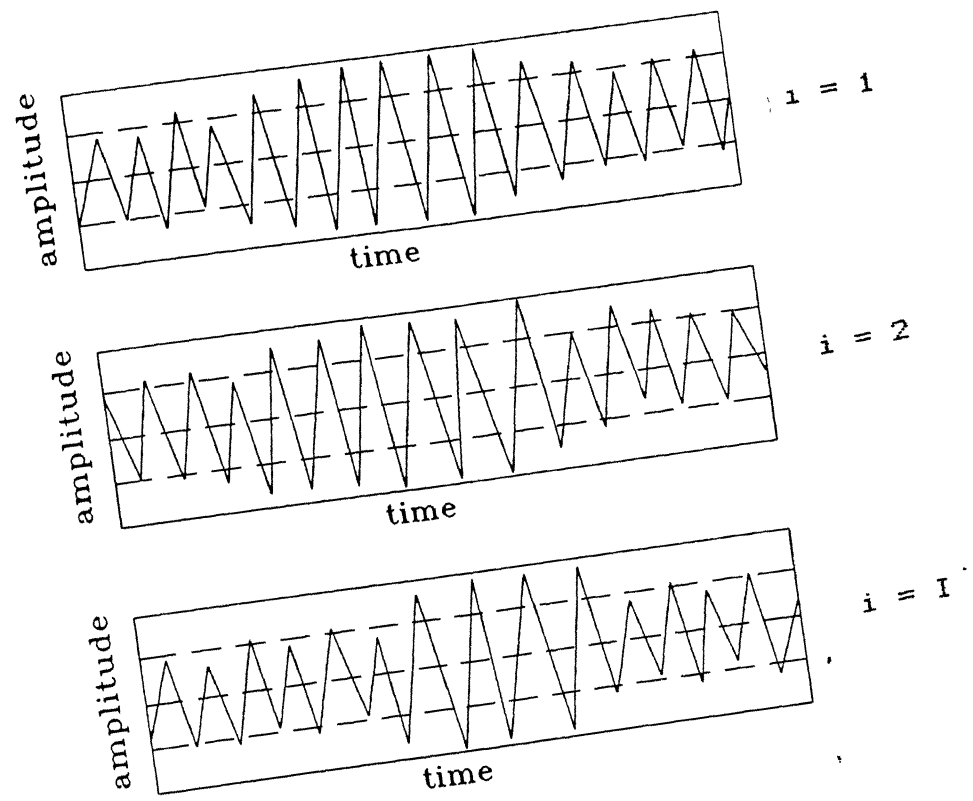 amplitude
time
i = 1
amplitude
time
i = 2
amplitude
time
i = I